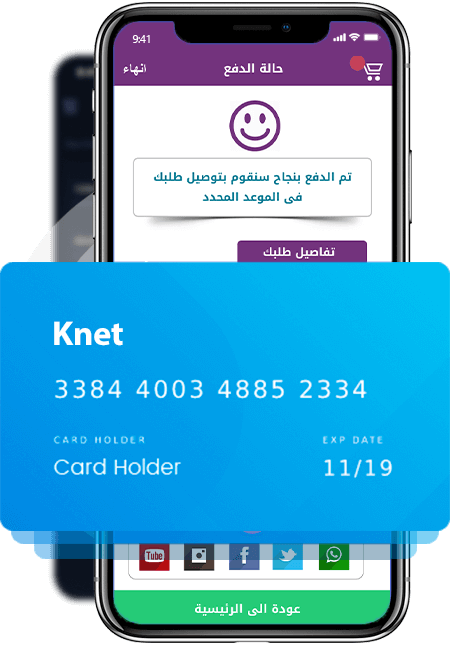 9:41
انهاء
حالة الدفع
تم الدفع بنجاح سنقوم بتوصيل طلبك
فى الموعد المحدد
تفاصيل طلبك
Knet
3384 4003 4885 2334
CARD HOLDER
EXP DATE
Card Holder
11/19
You Tube
عودة الى الرئيسية